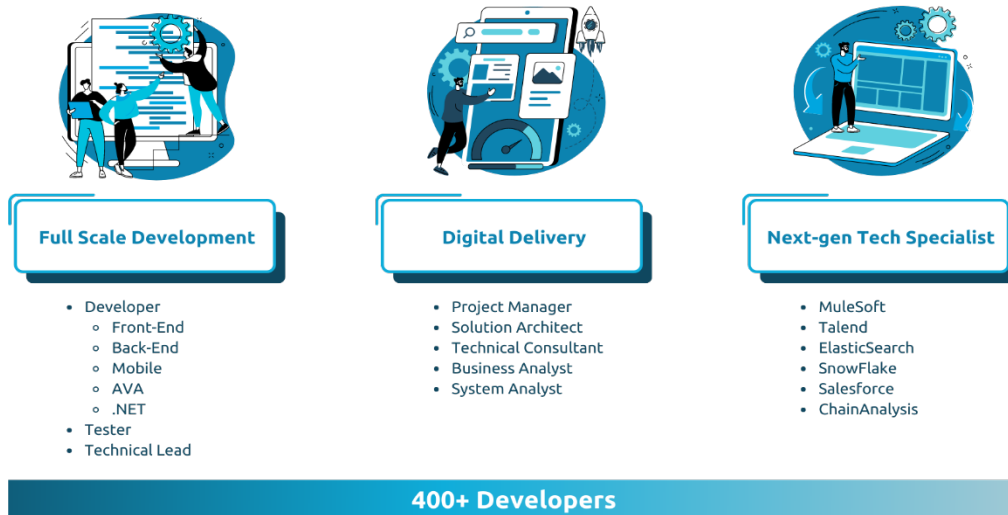 Full Scale Development
Developer
Front-End
Back-End
Mobile
AVA
.NET
Tester
Technical Lead
Digital Delivery
Project Manager
Solution Architect
Technical Consultant
Business Analyst
System Analyst
Next-gen Tech Specialist
MuleSoft
Talend
ElasticSearch
SnowFlake
Salesforce
ChainAnalysis
400+ Developers